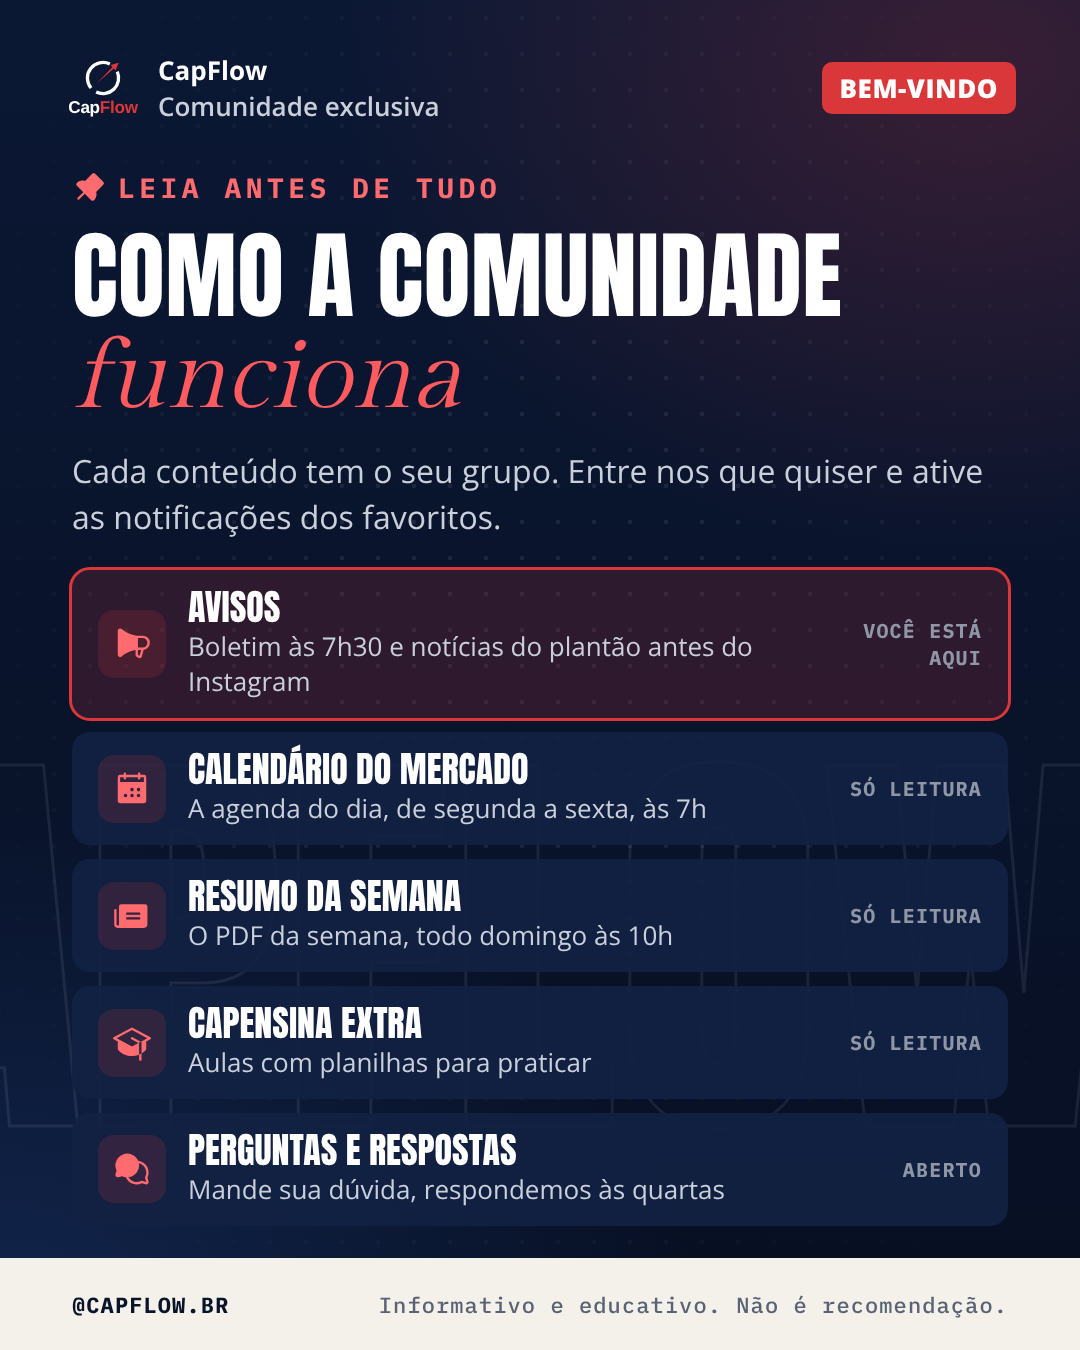 CapFlow
CapFlow
Comunidade exclusiva
BEM-VINDO
LEIA ANTES DE TUDO
COMO A COMUNIDADE
funciona
Cada conteúdo tem o seu grupo. Entre nos que quiser e ative
as notificações dos favoritos.
AVISOS
Boletim às 7h30 e notícias do plantão antes do
Instagram
VOCÊ ESTÁ
AQUI
CALENDÁRIO DO MERCADO
A agenda do dia, de segunda a sexta, às 7h
SÓ LEITURA
RESUMO DA SEMANA
O PDF da semana, todo domingo às 10h
SÓ LEITURA
CAPENSINA EXTRA
Aulas com planilhas para praticar
SÓ LEITURA
PERGUNTAS E RESPOSTAS
Mande sua dúvida, respondemos às quartas
ABERTO
@CAPFLOW.BR
Informativo e educativo. Não é recomendação.